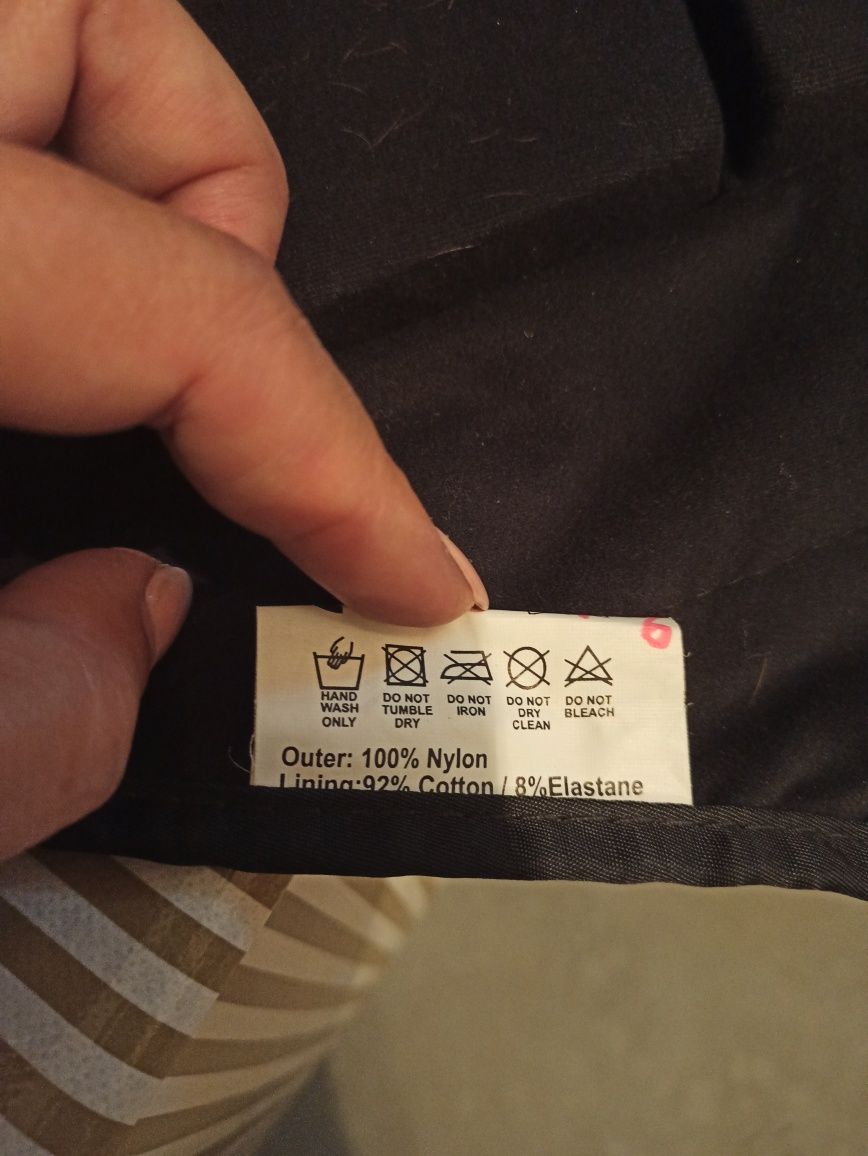 HAND WASH ONLY
DO NOT TUMBLE DRY
DO NOT IRON
DO NOT DRY CLEAN
DO NOT BLEACH
Outer: 100% Nylon
Lining:92% Cotton / 8%Elastane